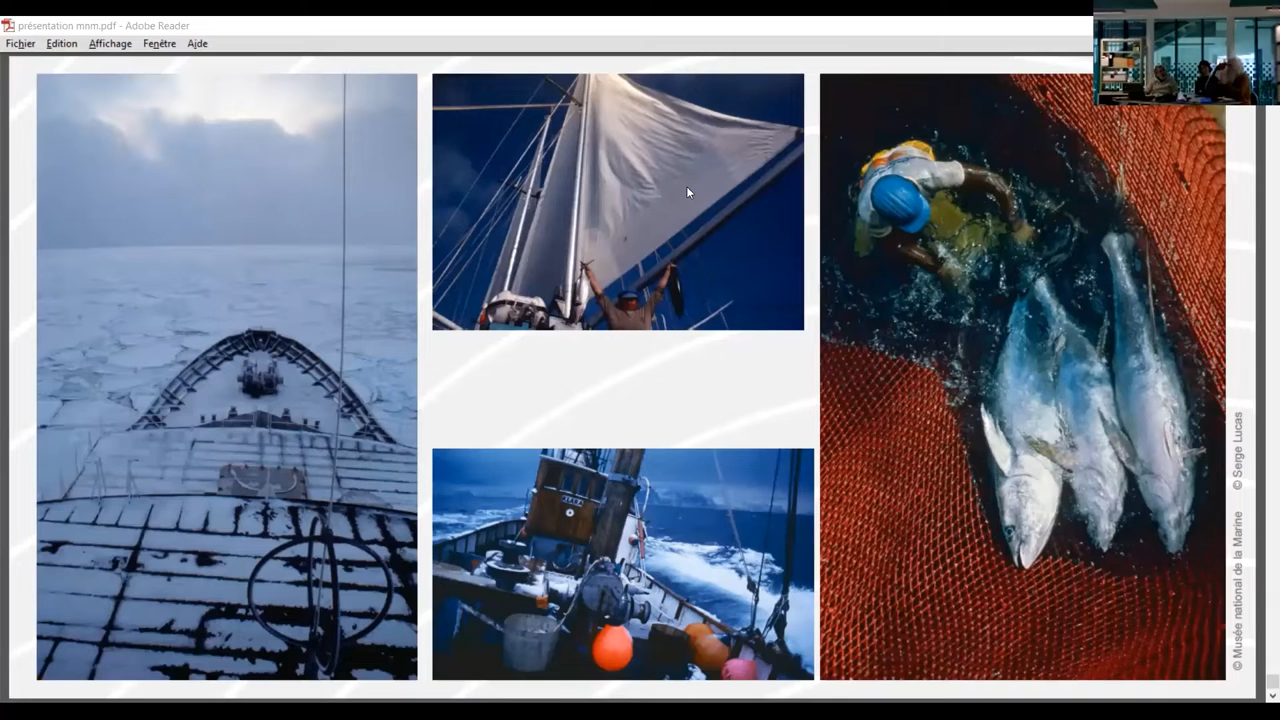 présentation mnm.pdf - Adobe Reader
Fichier Edition Affichage Fenêtre Aide
© Musée national de la Marine © Serge Lucas